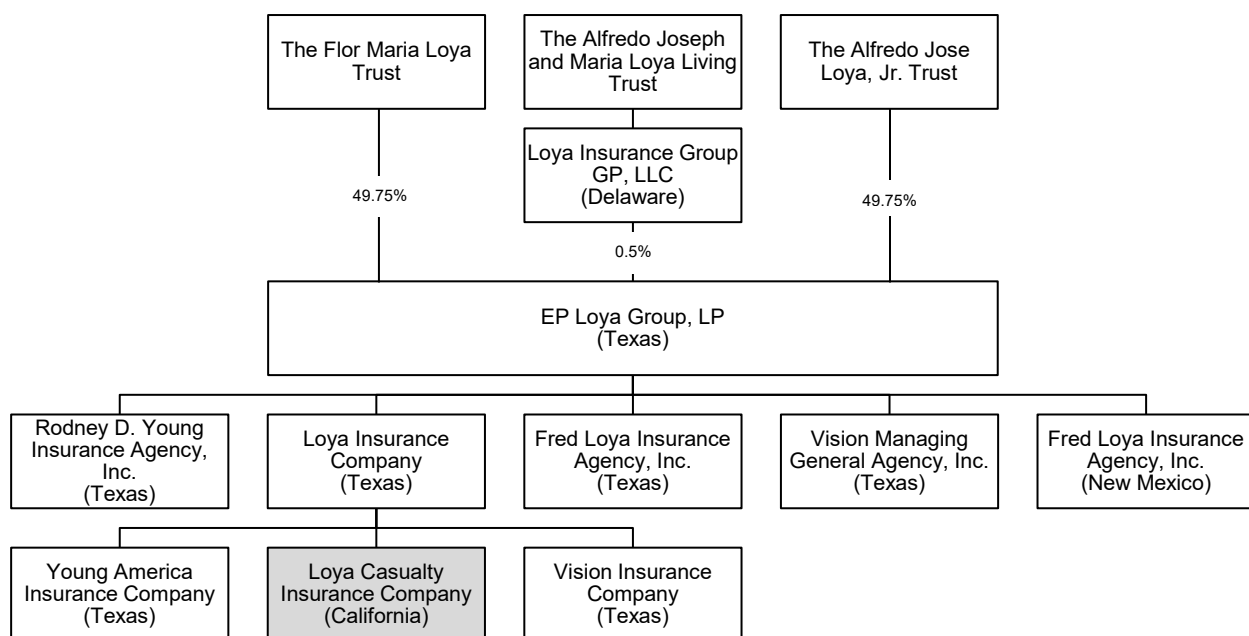 The Flor Maria Loya
Trust
The Alfredo Joseph
and Maria Loya Living
Trust
The Alfredo Jose
Loya, Jr. Trust
Loya Insurance Group
GP, LLC
(Delaware)
49.75%
49.75%
0.5%
EP Loya Group, LP
(Texas)
Rodney D. Young
Insurance Agency,
Inc.
(Texas)
Loya Insurance
Company
(Texas)
Fred Loya Insurance
Agency, Inc.
(Texas)
Vision Managing
General Agency, Inc.
(Texas)
Fred Loya Insurance
Agency, Inc.
(New Mexico)
Young America
Insurance Company
(Texas)
Loya Casualty
Insurance Company
(California)
Vision Insurance
Company
(Texas)